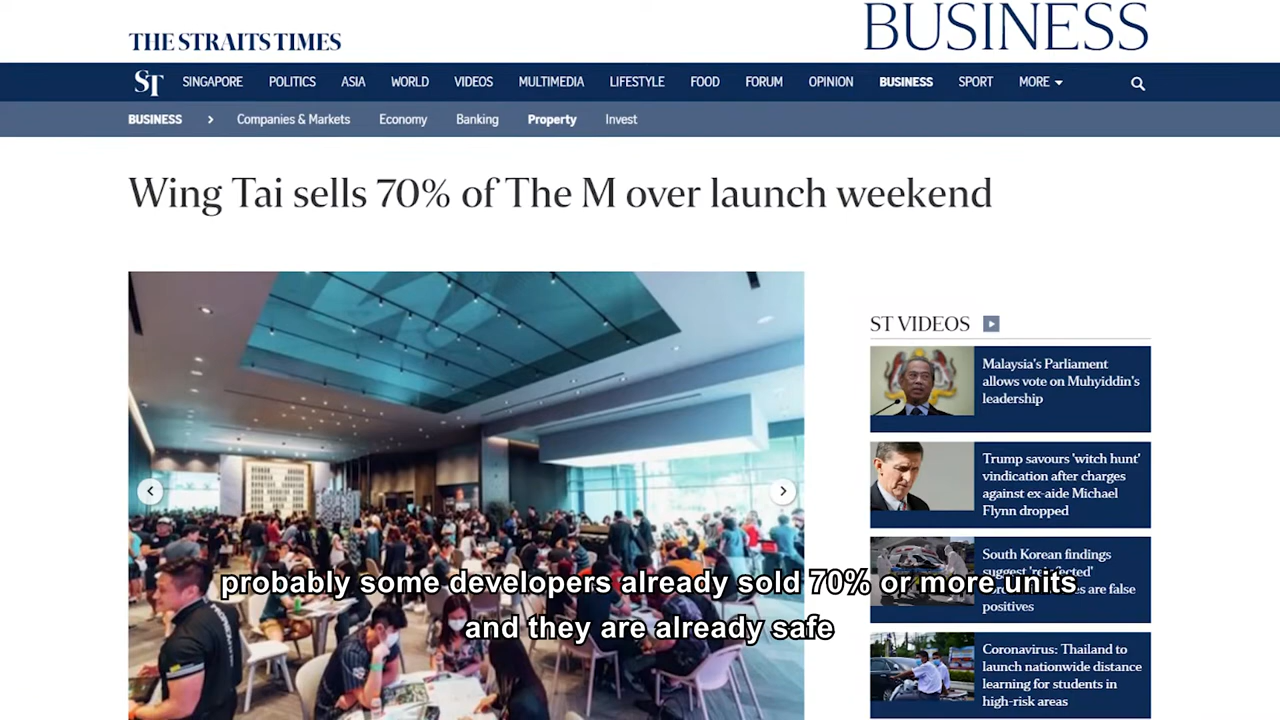 THE STRAITS TIMES
BUSINESS
ST SINGAPORE POLITICS ASIA WORLD VIDEOS MULTIMEDIA LIFESTYLE FOOD FORUM OPINION BUSINESS SPORT MORE
BUSINESS > Companies & Markets Economy Banking Property Invest
Wing Tai sells 70% of The M over launch weekend
ST VIDEOS
Malaysia's Parliament
allows vote on Muhyiddin's
leadership
Trump savours 'witch hunt'
vindication after charges
against ex-aide Michael
Flynn dropped
South Korean findings
suggest
are false
positives
Coronavirus: Thailand to
launch nationwide distance
learning for students in
high-risk areas
probably some developers already sold 70% or more units
and they are already safe